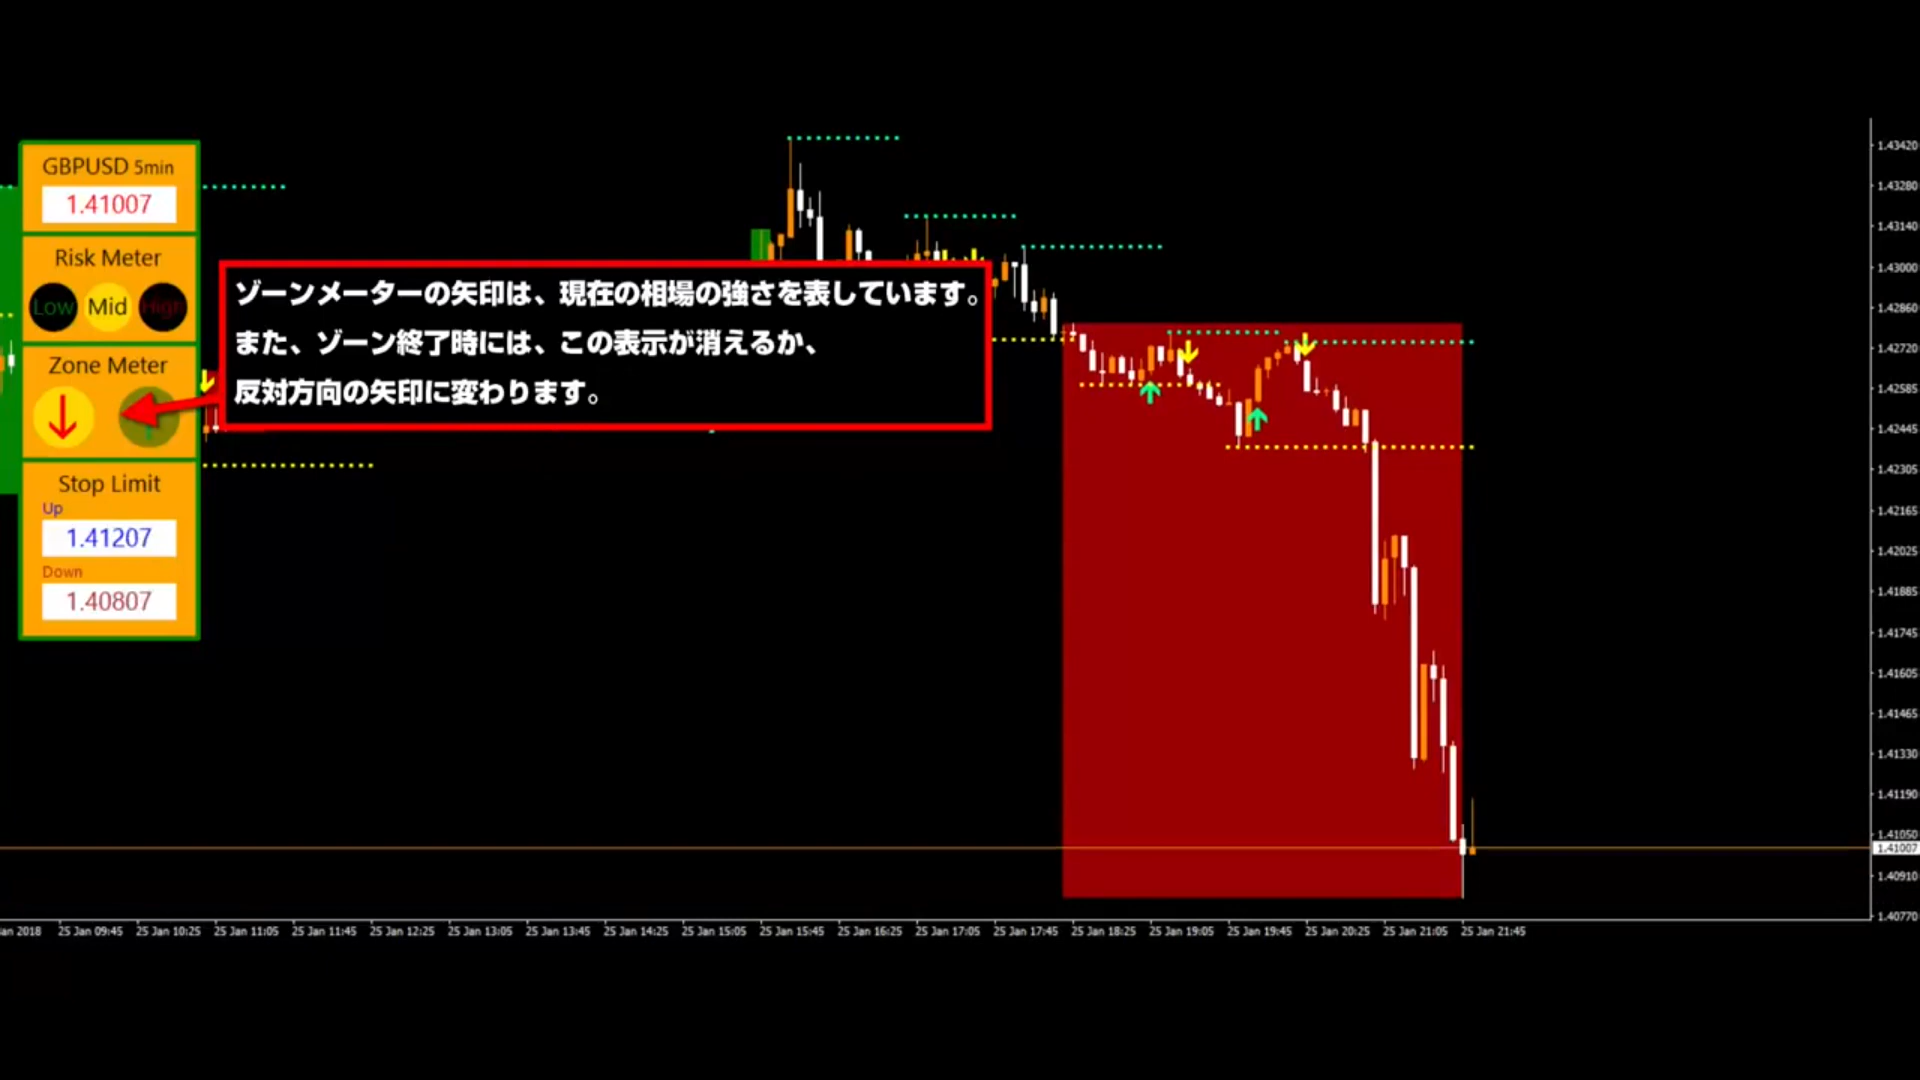 GBPUSD 5min
1.41007
Risk Meter
Low Mid High
Zone Meter
Stop Limit
Up
1.41207
Down
1.40807
ゾーンメーターの矢印は、現在の相場の強さを表しています。
また、ゾーン終了時には、この表示が消えるか、
反対方向の矢印に変わります。
1.43420
1.43280
1.43140
1.43000
1.42860
1.42720
1.42585
1.42445
1.42305
1.42165
1.42025
1.41885
1.41745
1.41605
1.41465
1.41330
1.41190
1.41050
1.41007
1.40910
1.40770
2018 25 Jan 09:45 25 Jan 10:25 25 Jan 11:05 25 Jan 11:45 25 Jan 12:25 25 Jan 13:05 25 Jan 13:45 25 Jan 14:25 25 Jan 15:05 25 Jan 15:45 25 Jan 16:25 25 Jan 17:05 25 Jan 17:45 25 Jan 18:25 25 Jan 19:05 25 Jan 19:45 25 Jan 20:25 25 Jan 21:05 25 Jan 21:45